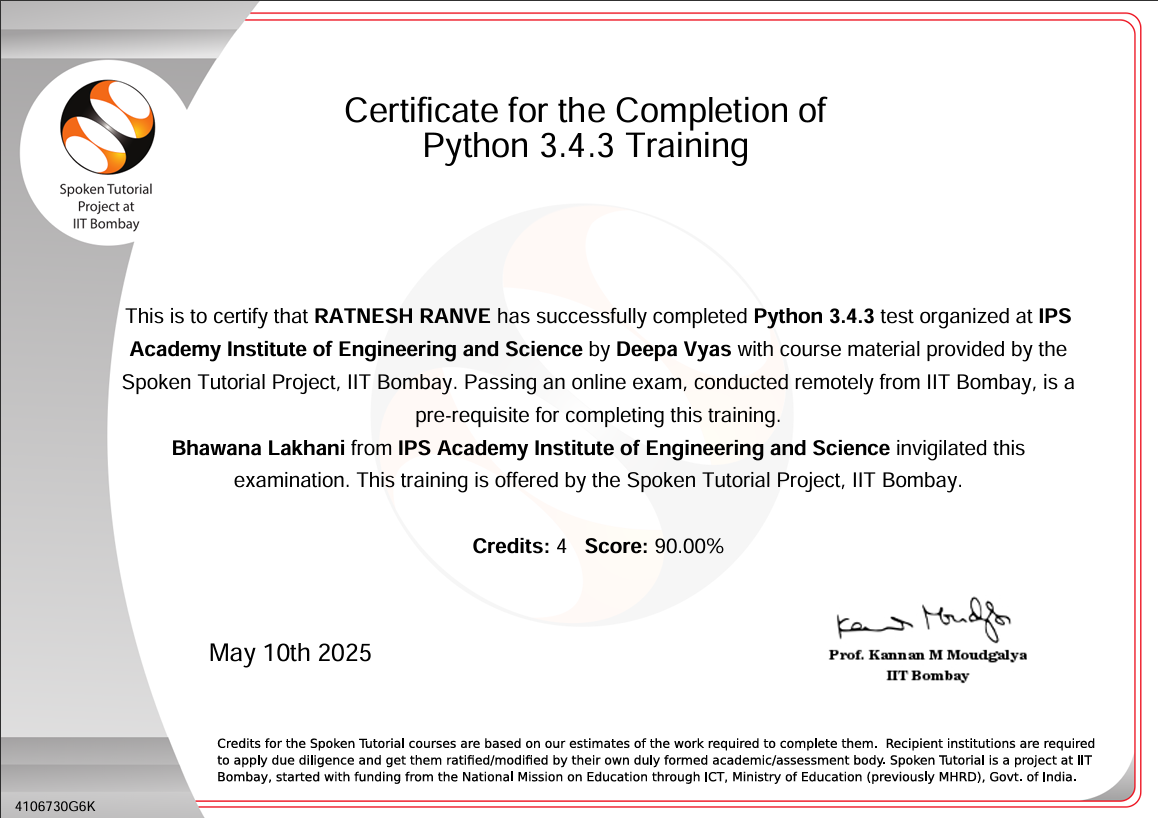 Certificate for the Completion of
Python 3.4.3 Training
Spoken Tutorial
Project at
IIT Bombay
This is to certify that RATNESH RANVE has successfully completed Python 3.4.3 test organized at IPS
Academy Institute of Engineering and Science by Deepa Vyas with course material provided by the
Spoken Tutorial Project, IIT Bombay. Passing an online exam, conducted remotely from IIT Bombay, is a
pre-requisite for completing this training.
Bhawana Lakhani from IPS Academy Institute of Engineering and Science invigilated this
examination. This training is offered by the Spoken Tutorial Project, IIT Bombay.
Credits: 4 Score: 90.00%
May 10th 2025
Kannan Moudgalya
Prof. Kannan M Moudgalya
IIT Bombay
Credits for the Spoken Tutorial courses are based on our estimates of the work required to complete them. Recipient institutions are required
to apply due diligence and get them ratified/modified by their own duly formed academic/assessment body. Spoken Tutorial is a project at IIT
Bombay, started with funding from the National Mission on Education through ICT, Ministry of Education (previously MHRD), Govt. of India.
4106730G6K